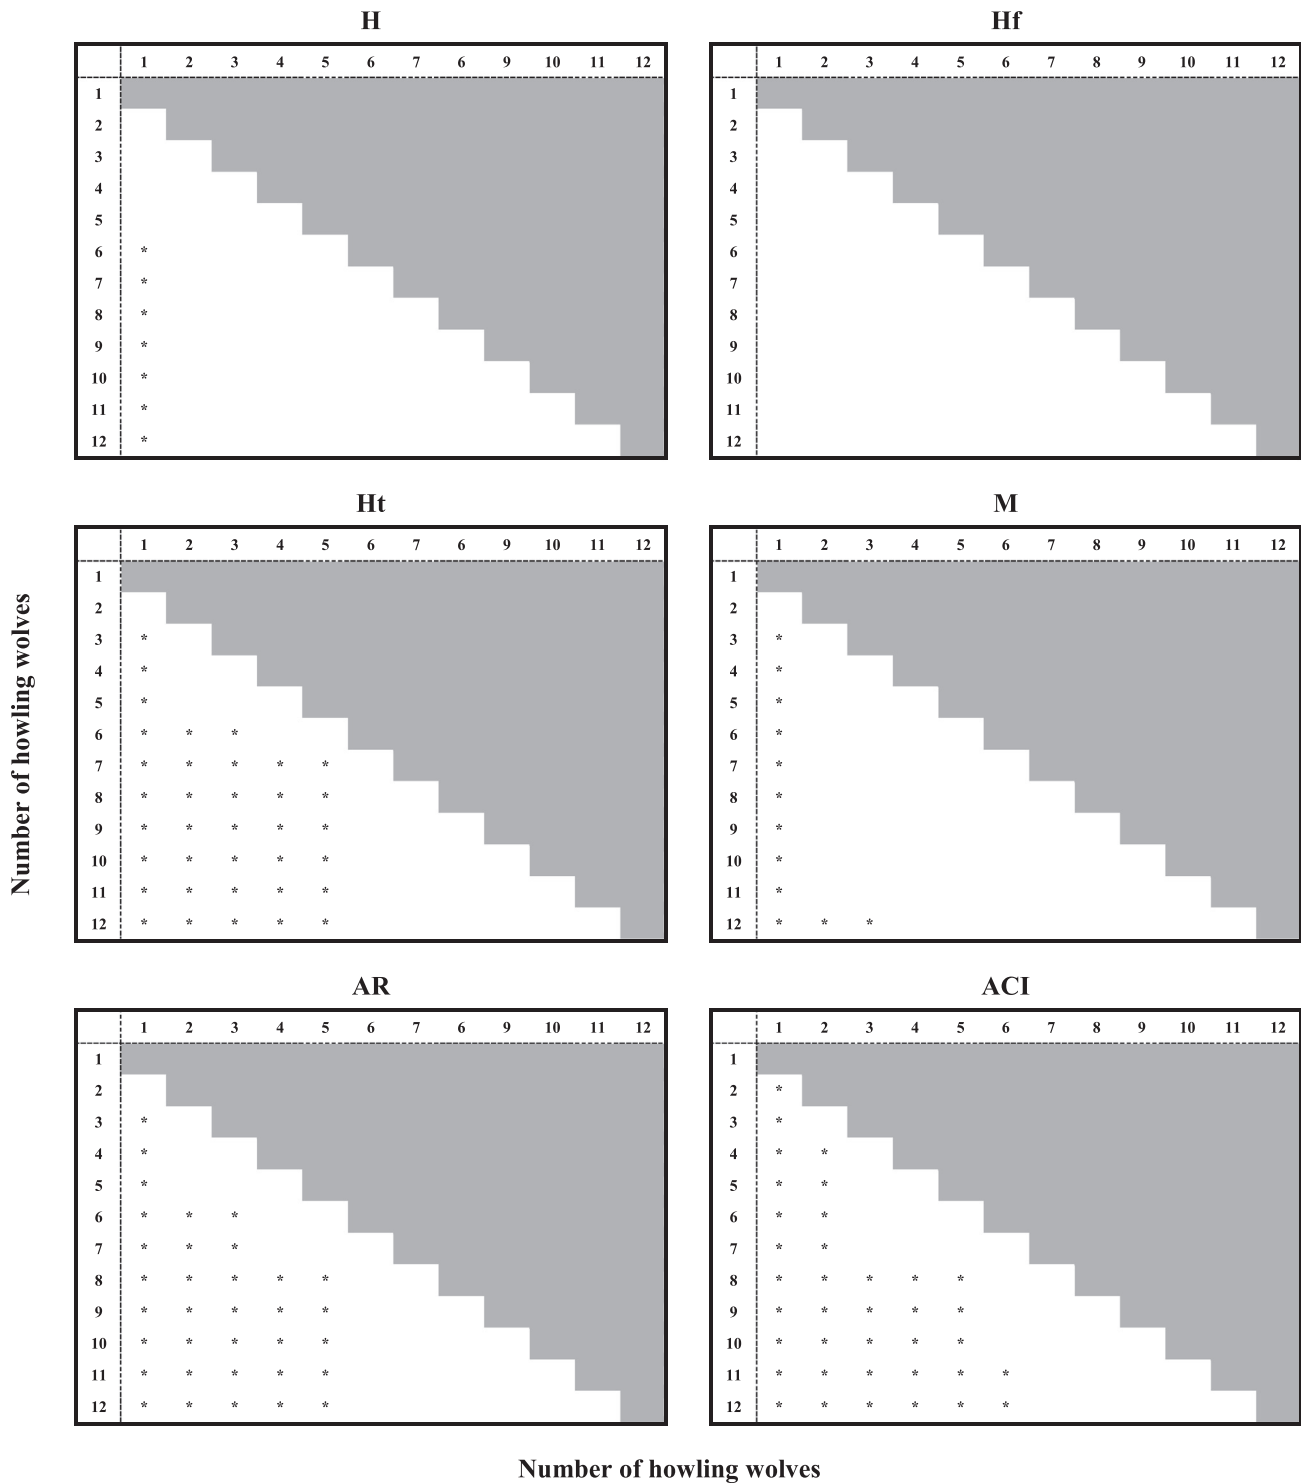 H
1 2 3 4 5 6 7 6 9 10 11 12
1
2
3
4
5
6 *
7 *
8 *
9 *
10 *
11 *
12 *
Hf
1 2 3 4 5 6 7 8 9 10 11 12
1
2
3
4
5
6
7
8
9
10
11
12
Ht
1 2 3 4 5 6 7 6 9 10 11 12
1
2
3 *
4 *
5 *
6 * * *
7 * * * * *
8 * * * * *
9 * * * * *
10 * * * * *
11 * * * * *
12 * * * * *
M
1 2 3 4 5 6 7 8 9 10 11 12
1
2
3 *
4 *
5 *
6 *
7 *
8 *
9 *
10 *
11 *
12 * * *
AR
1 2 3 4 5 6 7 6 9 10 11 12
1
2
3 *
4 *
5 *
6 * * *
7 * * *
8 * * * * *
9 * * * * *
10 * * * * *
11 * * * * *
12 * * * * *
ACI
1 2 3 4 5 6 7 8 9 10 11 12
1
2 *
3 *
4 * *
5 * *
6 * *
7 * *
8 * * * * *
9 * * * * *
10 * * * * *
11 * * * * * *
12 * * * * * *
Number of howling wolves
Number of howling wolves